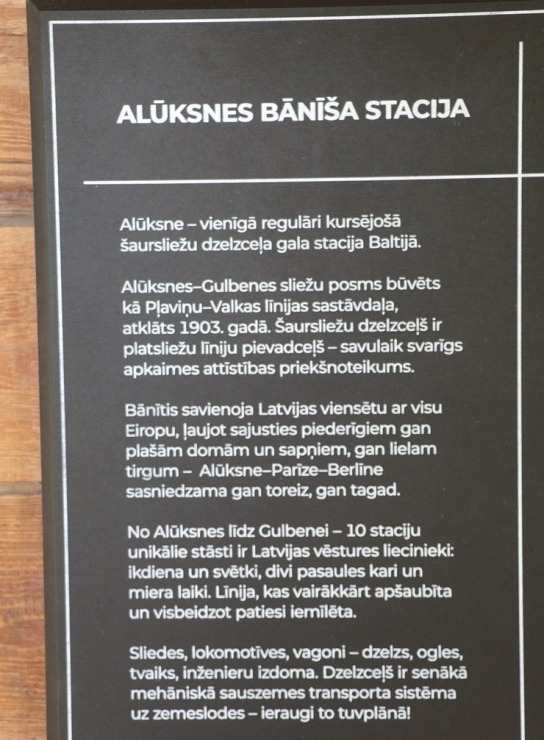 ALŪKSNES BĀNĪŠA STACIJA
Alūksne – vienīgā regulāri kursējošā
šaursliežu dzelzceļa gala stacija Baltijā.
Alūksnes–Gulbenes sliežu posms būvēts
kā Pļaviņu–Valkas līnijas sastāvdaļa,
atklāts 1903. gadā. Šaursliežu dzelzceļš ir
platsliežu līniju pievadceļš – savulaik svarīgs
apkaimes attīstības priekšnoteikums.
Bānītis savienoja Latvijas viensētu ar visu
Eiropu, ļaujot sajusties piederīgiem gan
plašām domām un sapņiem, gan lielam
tirgum – Alūksne–Parīze–Berlīne
sasniedzama gan toreiz, gan tagad.
No Alūksnes līdz Gulbenei – 10 staciju
unikālie stāsti ir Latvijas vēstures liecinieki:
ikdiena un svētki, divi pasaules kari un
miera laiki. Līnija, kas vairākkārt apšaubīta
un visbeidzot patiesi iemīlēta.
Sliedes, lokomotīves, vagoni – dzelzs, ogles,
tvaiks, inženieru izdoma. Dzelzceļš ir senākā
mehāniskā sauszemes transporta sistēma
uz zemeslodes – ieraugi to tuvplānā!